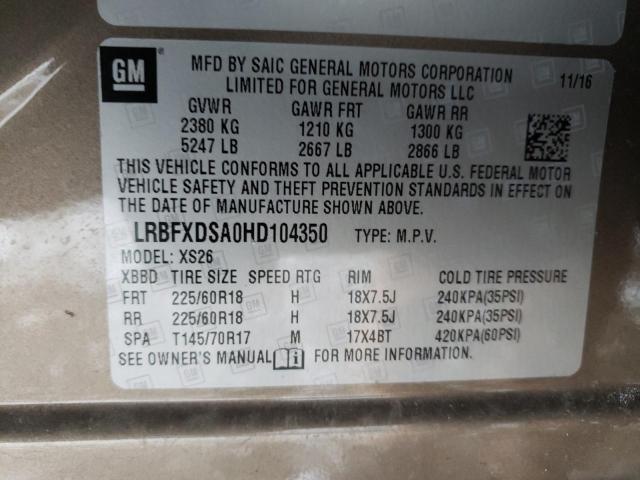 GM
MFD BY SAIC GENERAL MOTORS CORPORATION
LIMITED FOR GENERAL MOTORS LLC
11/16
GVWR GAWR FRT GAWR RR
2380 KG 1210 KG 1300 KG
5247 LB 2667 LB 2866 LB
THIS VEHICLE CONFORMS TO ALL APPLICABLE U.S. FEDERAL MOTOR
VEHICLE SAFETY AND THEFT PREVENTION STANDARDS IN EFFECT ON
THE DATE OF MANUFACTURE SHOWN ABOVE.
LRBFXDSA0HD104350 TYPE: M.P.V.
MODEL: XS26
XBBD TIRE SIZE SPEED RTG RIM COLD TIRE PRESSURE
FRT 225/60R18 H 18X7.5J 240KPA(35PSI)
RR 225/60R18 H 18X7.5J 240KPA(35PSI)
SPA T145/70R17 M 17X4BT 420KPA(60PSI)
SEE OWNER'S MANUAL FOR MORE INFORMATION